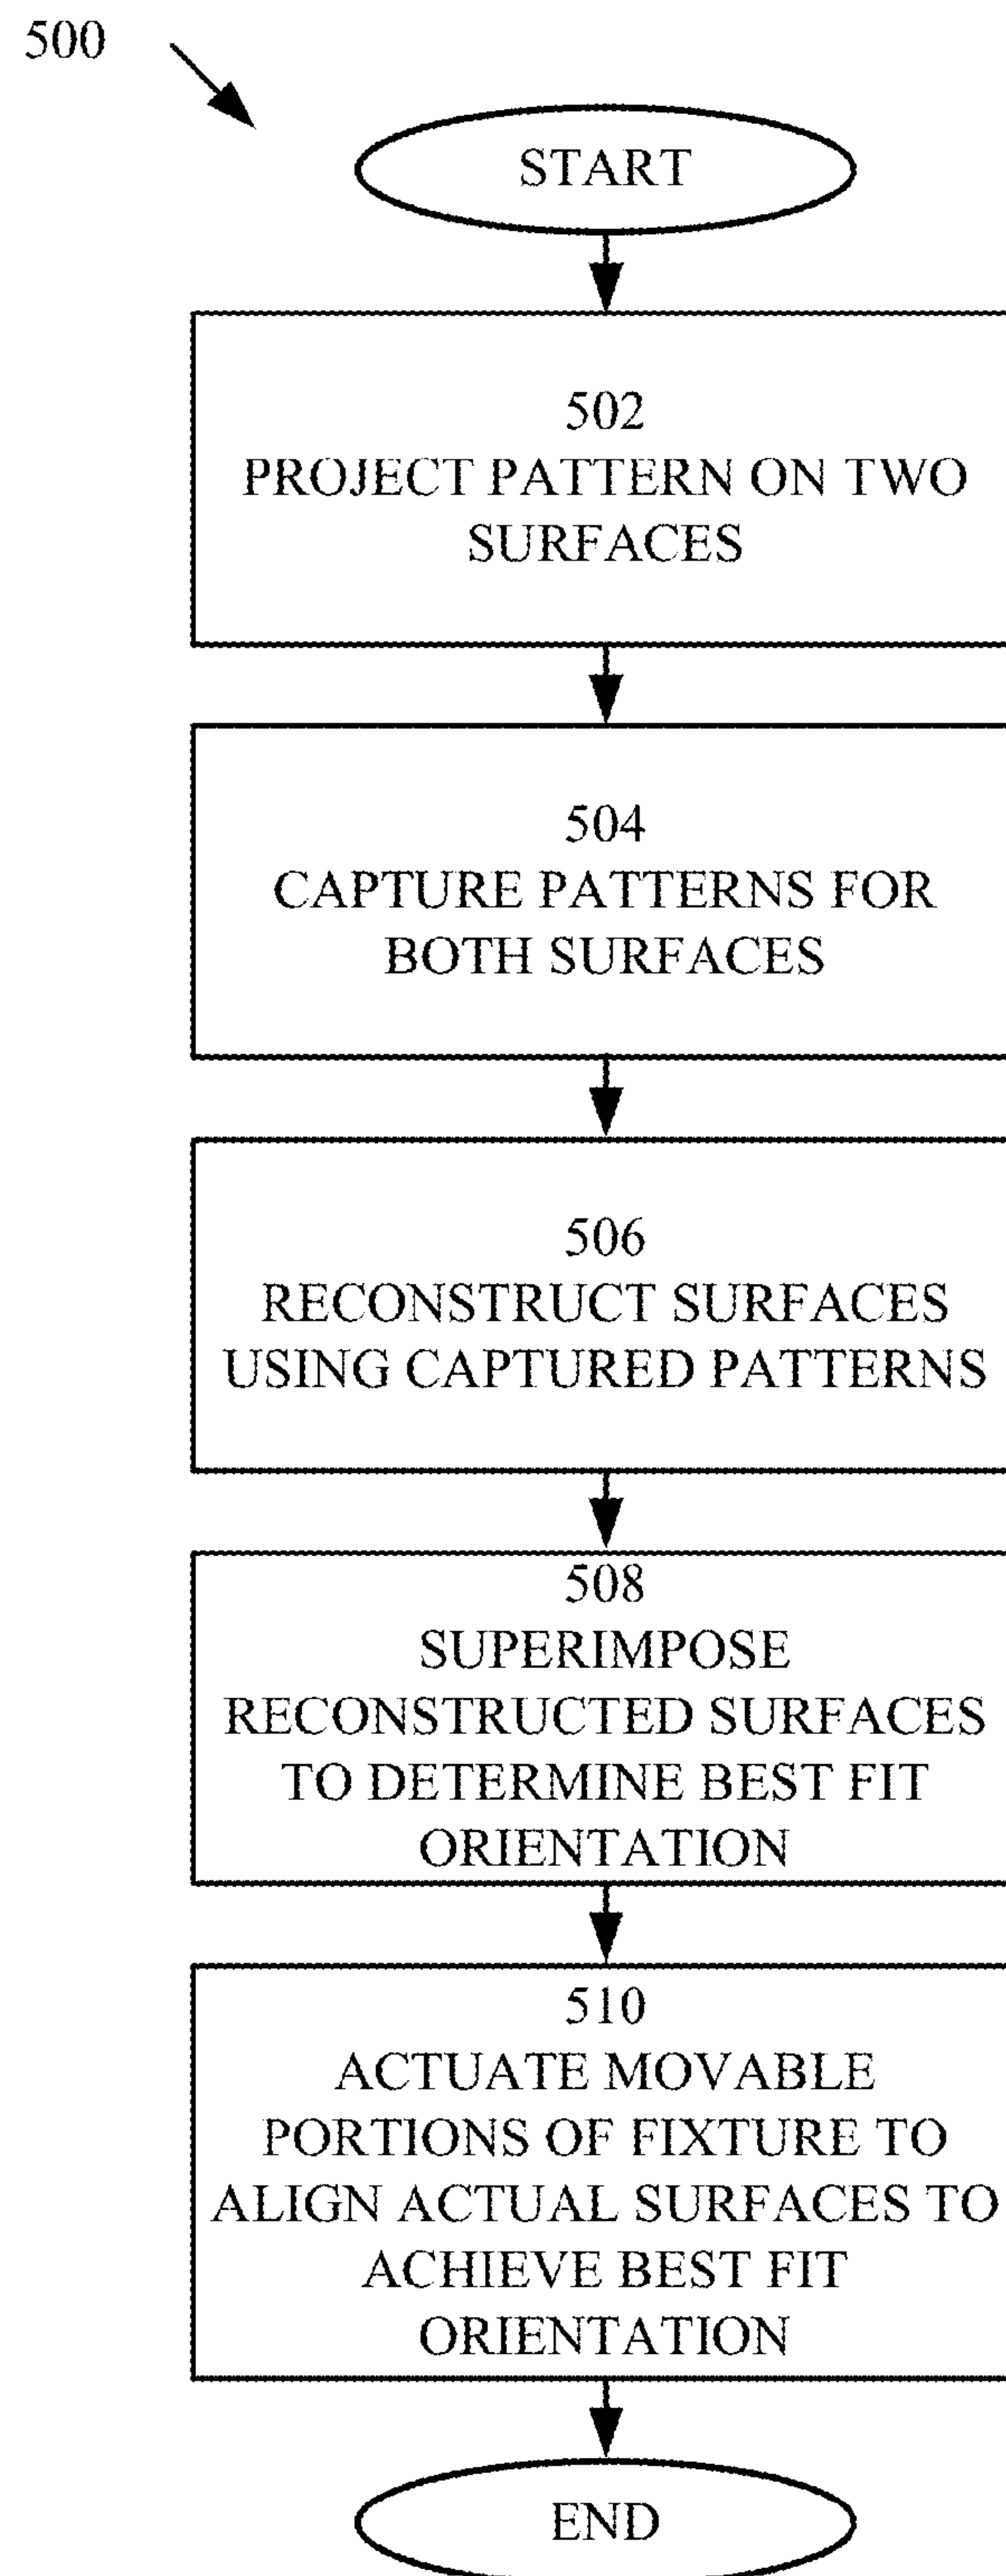 500
START
502
PROJECT PATTERN ON TWO
SURFACES
504
CAPTURE PATTERNS FOR
BOTH SURFACES
506
RECONSTRUCT SURFACES
USING CAPTURED PATTERNS
508
SUPERIMPOSE
RECONSTRUCTED SURFACES
TO DETERMINE BEST FIT
ORIENTATION
510
ACTUATE MOVABLE
PORTIONS OF FIXTURE TO
ALIGN ACTUAL SURFACES TO
ACHIEVE BEST FIT
ORIENTATION
END